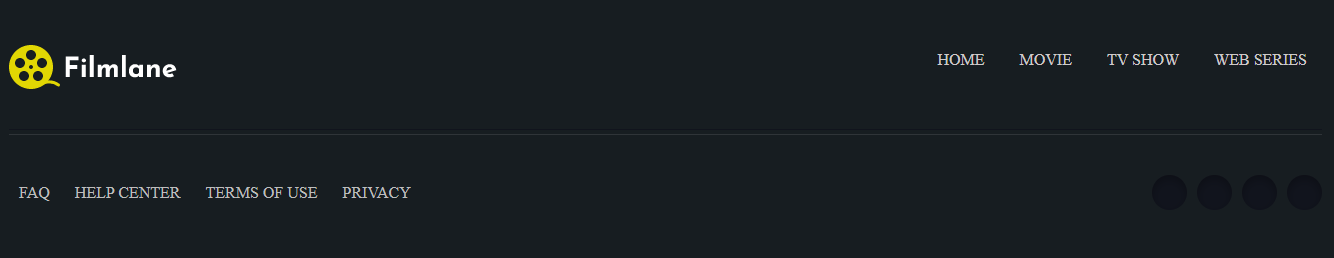 Filmlane
HOME MOVIE TV SHOW WEB SERIES
FAQ HELP CENTER TERMS OF USE PRIVACY